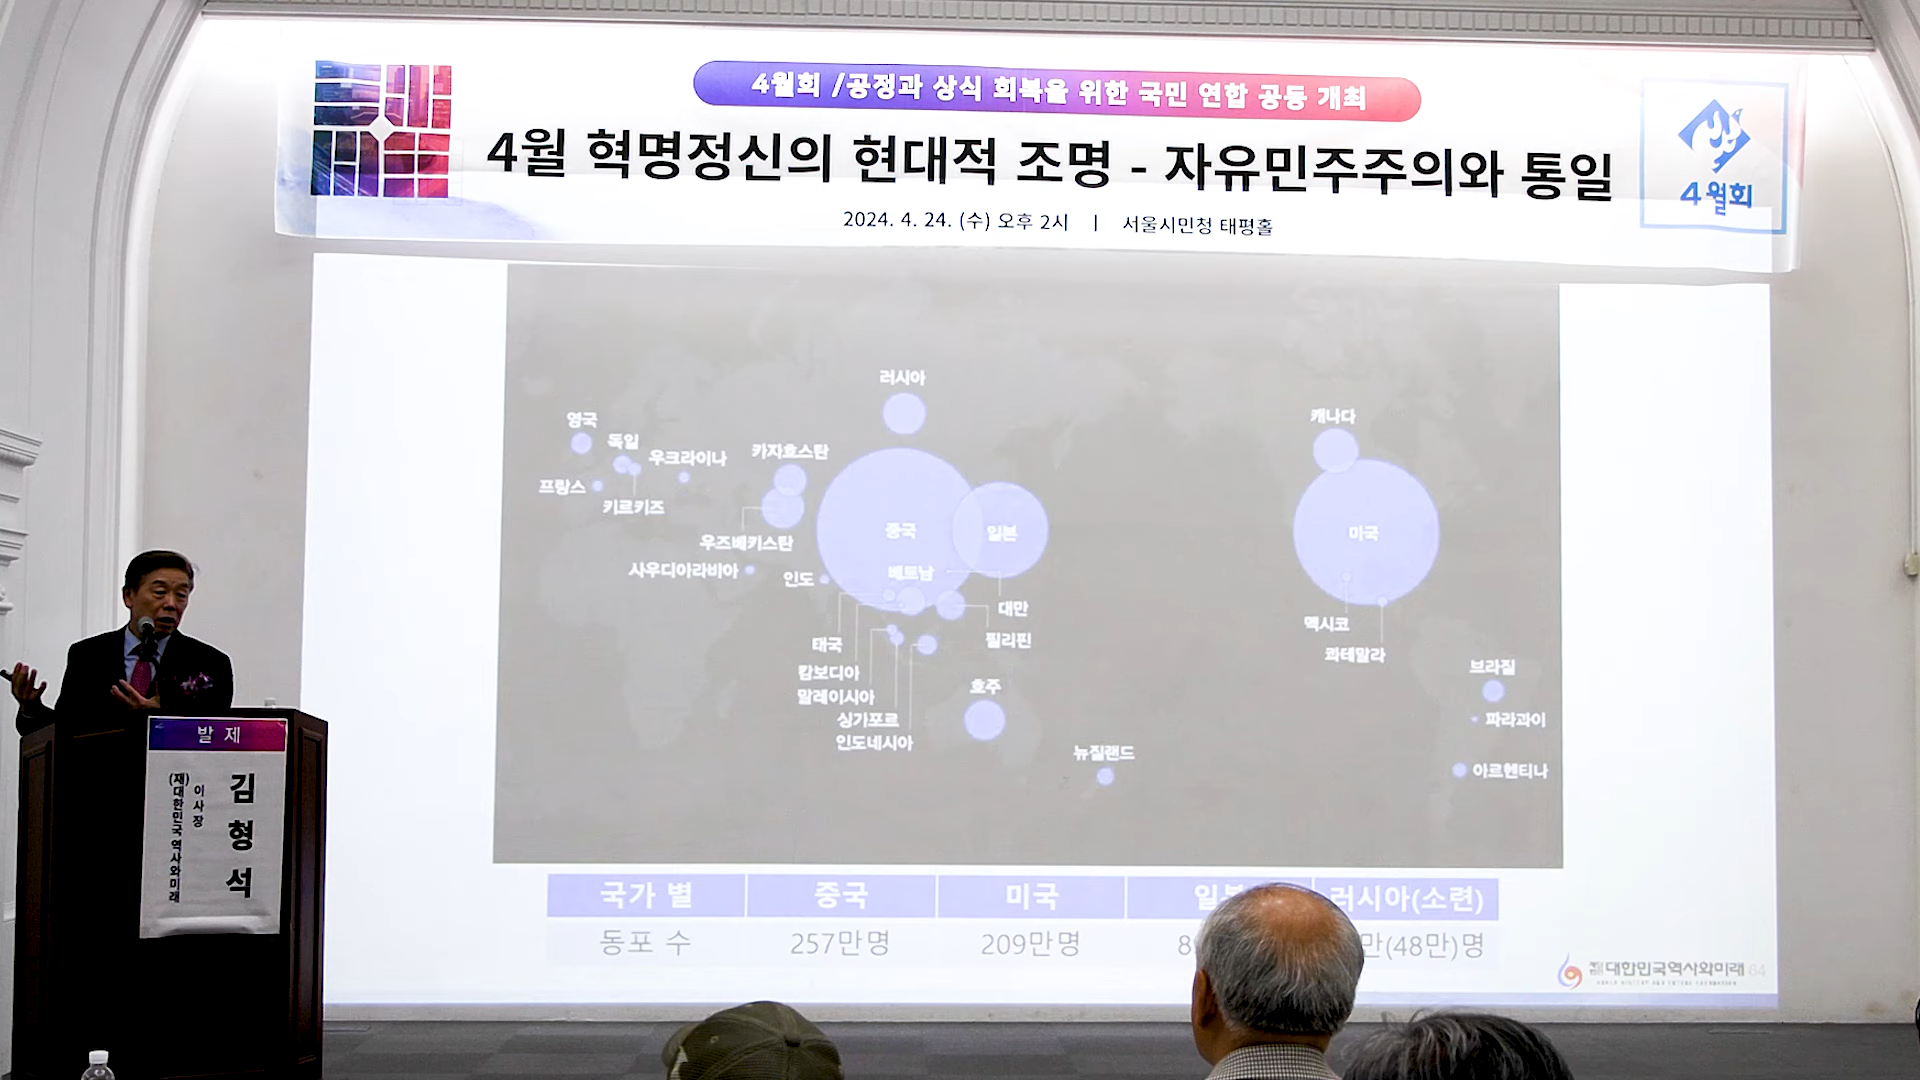 4월회 /공정과 상식 회복을 위한 국민 연합 공동 개최
4월 혁명정신의 현대적 조명 - 자유민주주의와 통일
2024. 4. 24. (수) 오후 2시 | 서울시민청 태평홀
4월회
러시아
캐나다
영국
독일
우크라이나
카자흐스탄
프랑스
키르키즈
중국
일본
미국
우즈베키스탄
사우디아라비아
인도
베트남
대만
멕시코
필리핀
태국
콰테말라
캄보디아
브라질
호주
말레이시아
싱가포르
파라과이
인도네시아
뉴질랜드
아르헨티나
국가 별 중국 미국 러시아(소련)
동포 수 257만명 209만명 만(48만)명
대한민국역사와미래 64
발 제
(재)대한민국 역사와미래
이사장
김형석